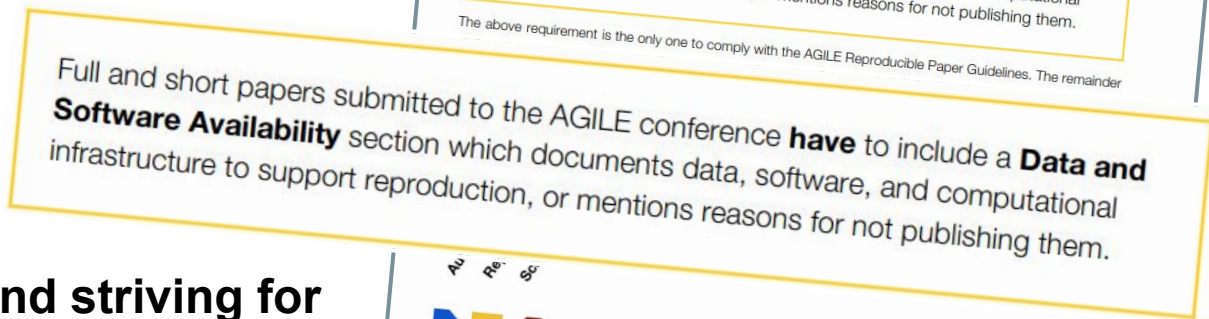 reasons for not publishing them.
The above requirement is the only one to comply with the AGILE Reproducible Paper Guidelines. The remainder
Full and short papers submitted to the AGILE conference have to include a Data and
Software Availability section which documents data, software, and computational
infrastructure to support reproduction, or mentions reasons for not publishing them.
nd striving for